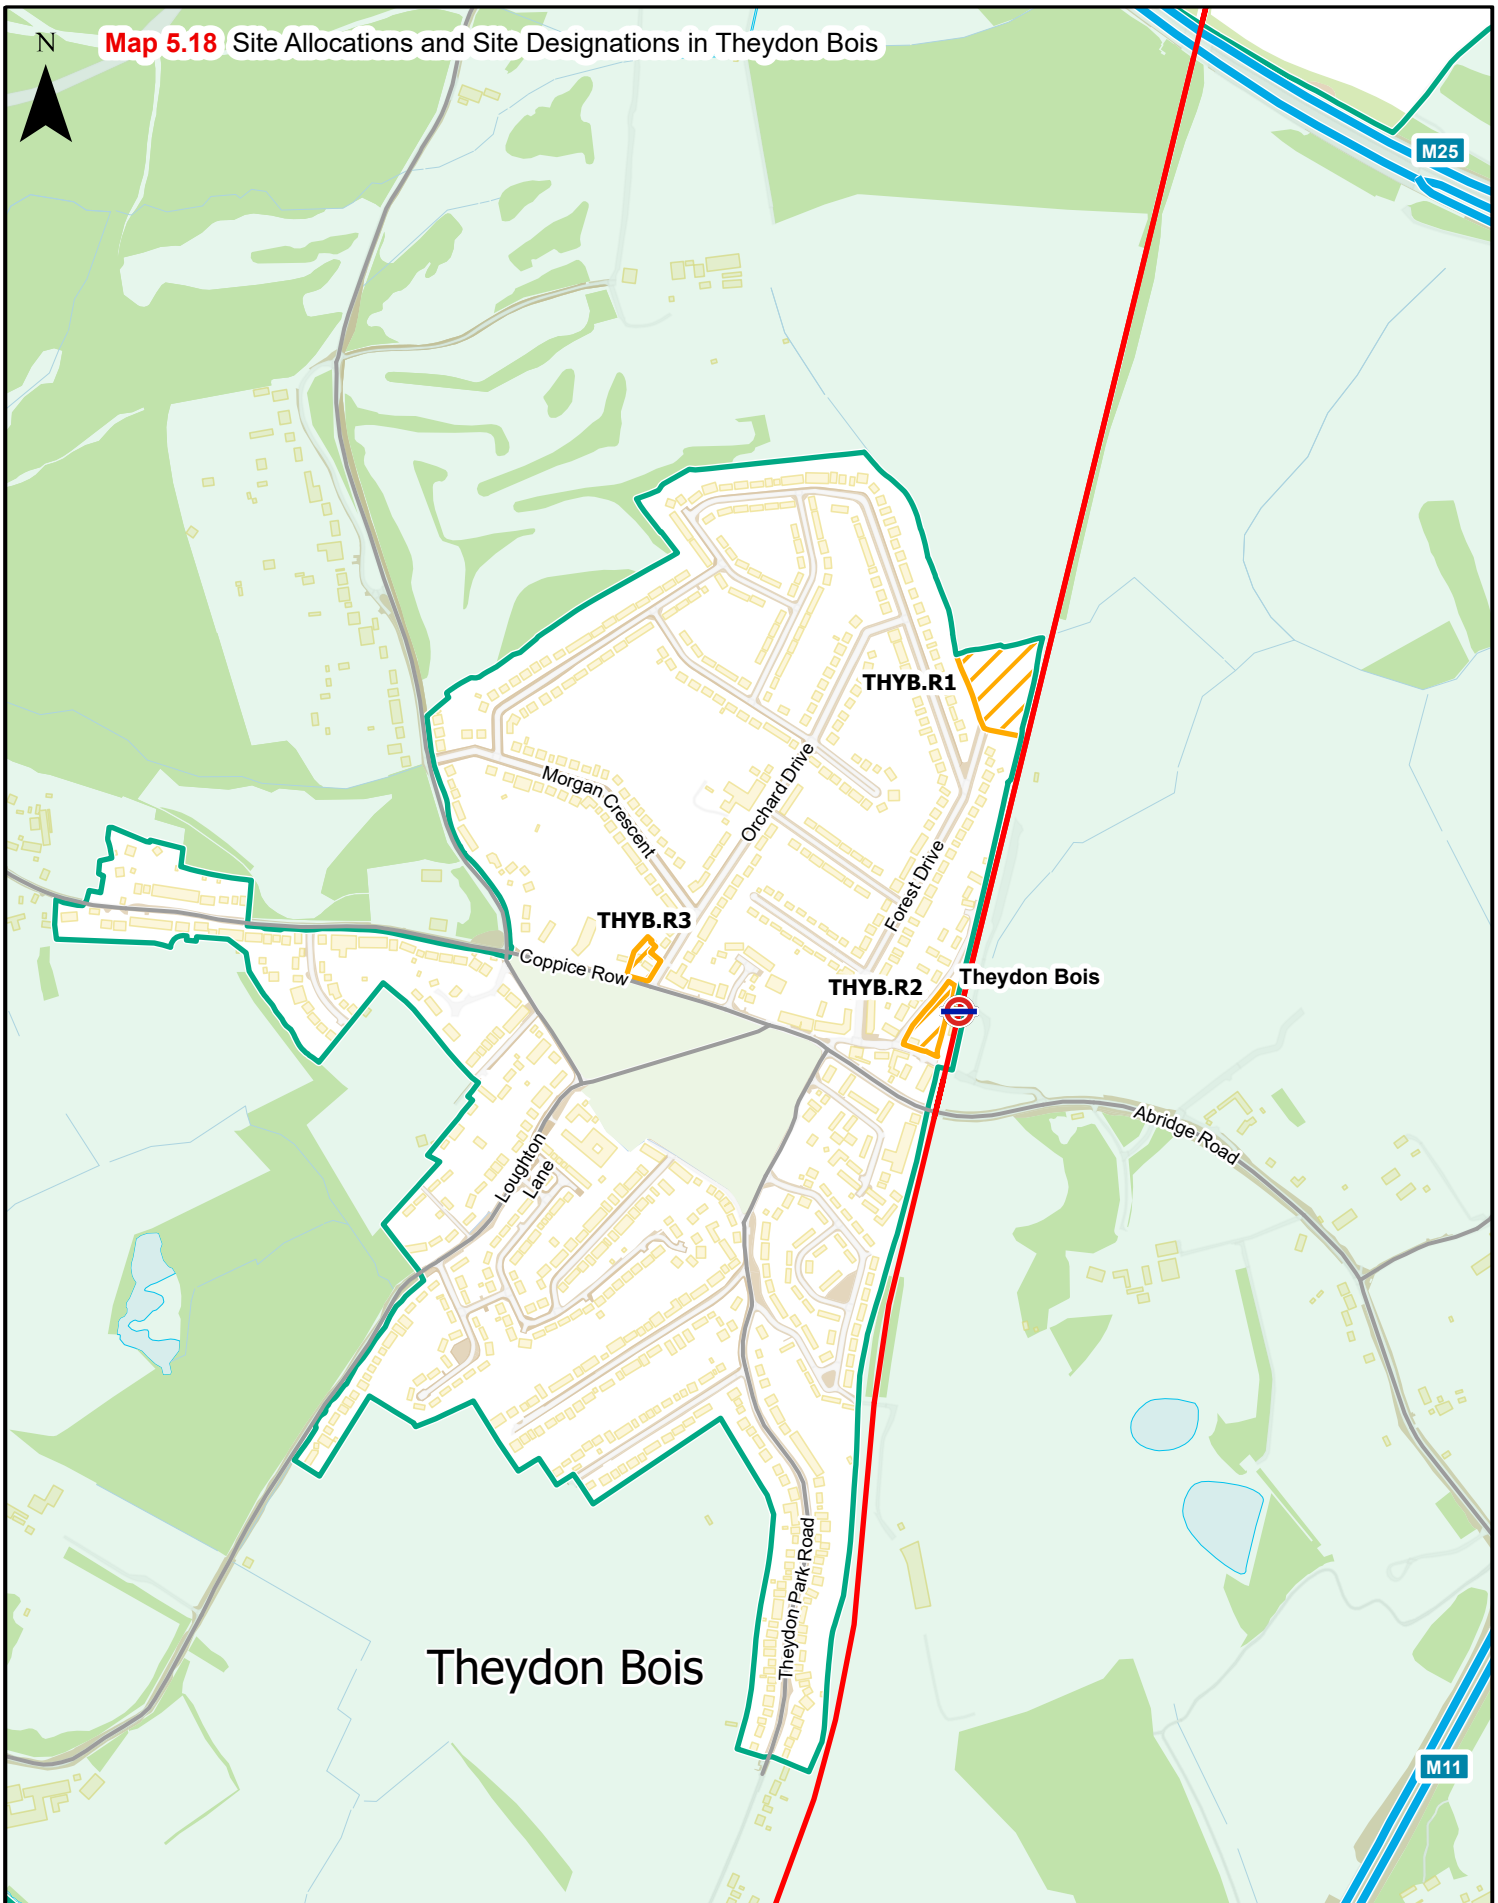 N
Map 5.18 Site Allocations and Site Designations in Theydon Bois
M25
THYB.R1
Orchard Drive
Morgan Crescent
Forest Drive
THYB.R3
Coppice Row
THYB.R2
Theydon Bois
Abridge Road
Loughton
Lane
Theydon Park Road
Theydon Bois
M11